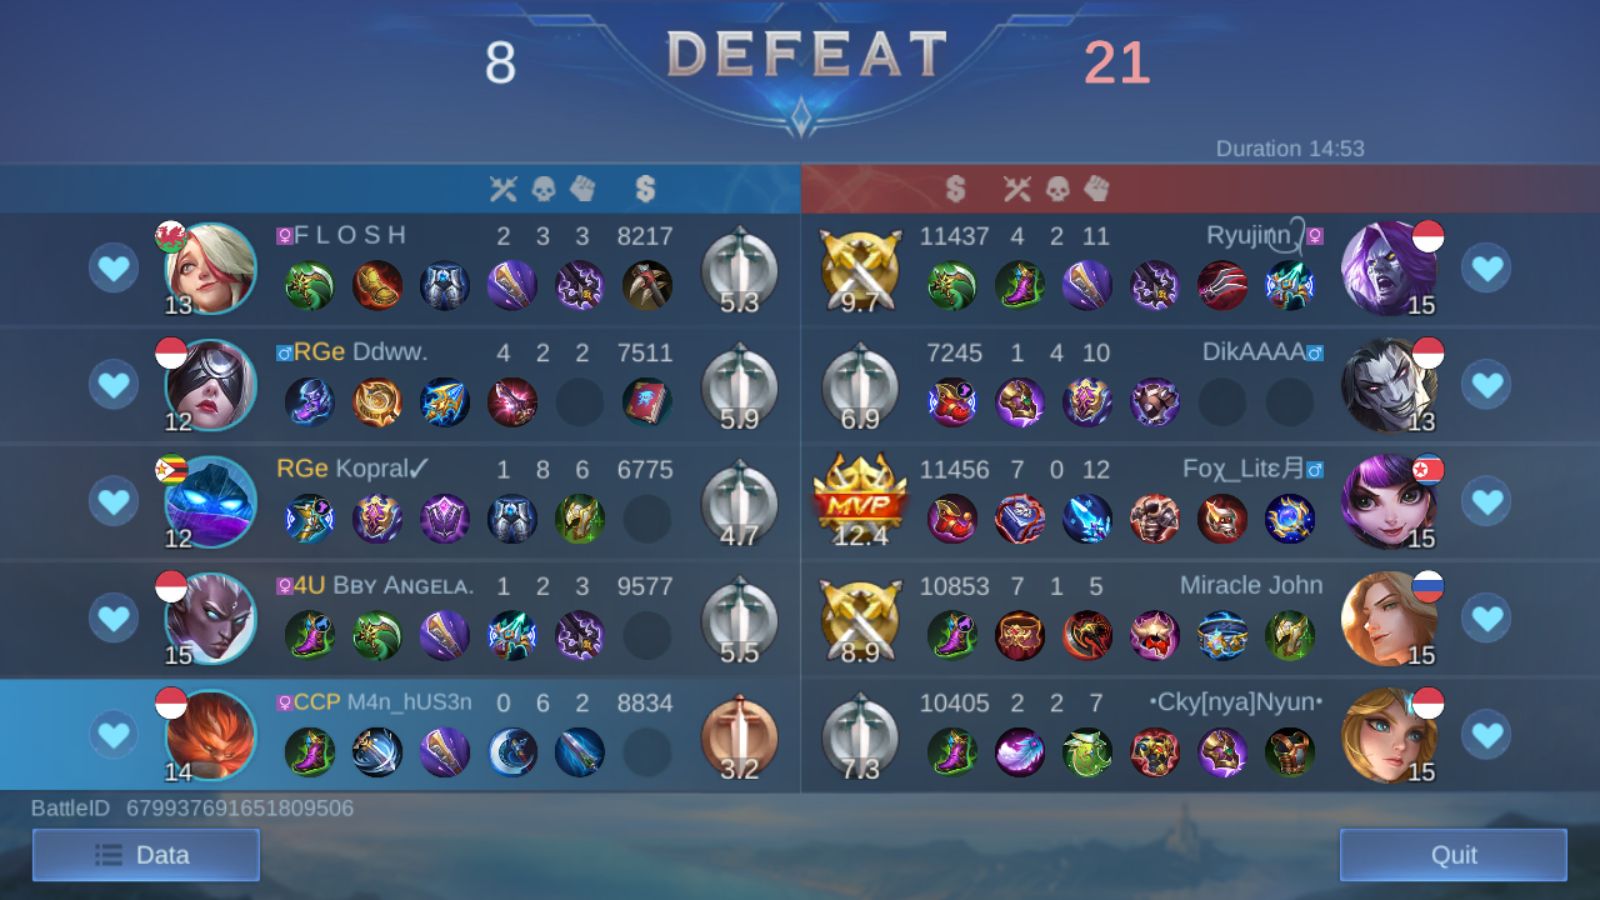 8 DEFEAT 21
Duration 14:53
F L O S H 2 3 3 8217
13
5.3
11437 4 2 11 Ryujinn
9.7
15
RGe Ddww. 4 2 2 7511
12
5.9
7245 1 4 10 DikAAAA
6.9
13
RGe Kopral✓ 1 8 6 6775
12
4.7
11456 7 0 12 Foχ_Litε月
MVP
12.4
15
4U Bʙʏ Aɴɢᴇʟᴀ. 1 2 3 9577
15
5.5
10853 7 1 5 Miracle John
8.9
15
CCP M4n_hUS3n 0 6 2 8834
14
3.2
10405 2 2 7 •Cky[nya]Nyun•
7.3
15
BattleID 679937691651809506
Data
Quit